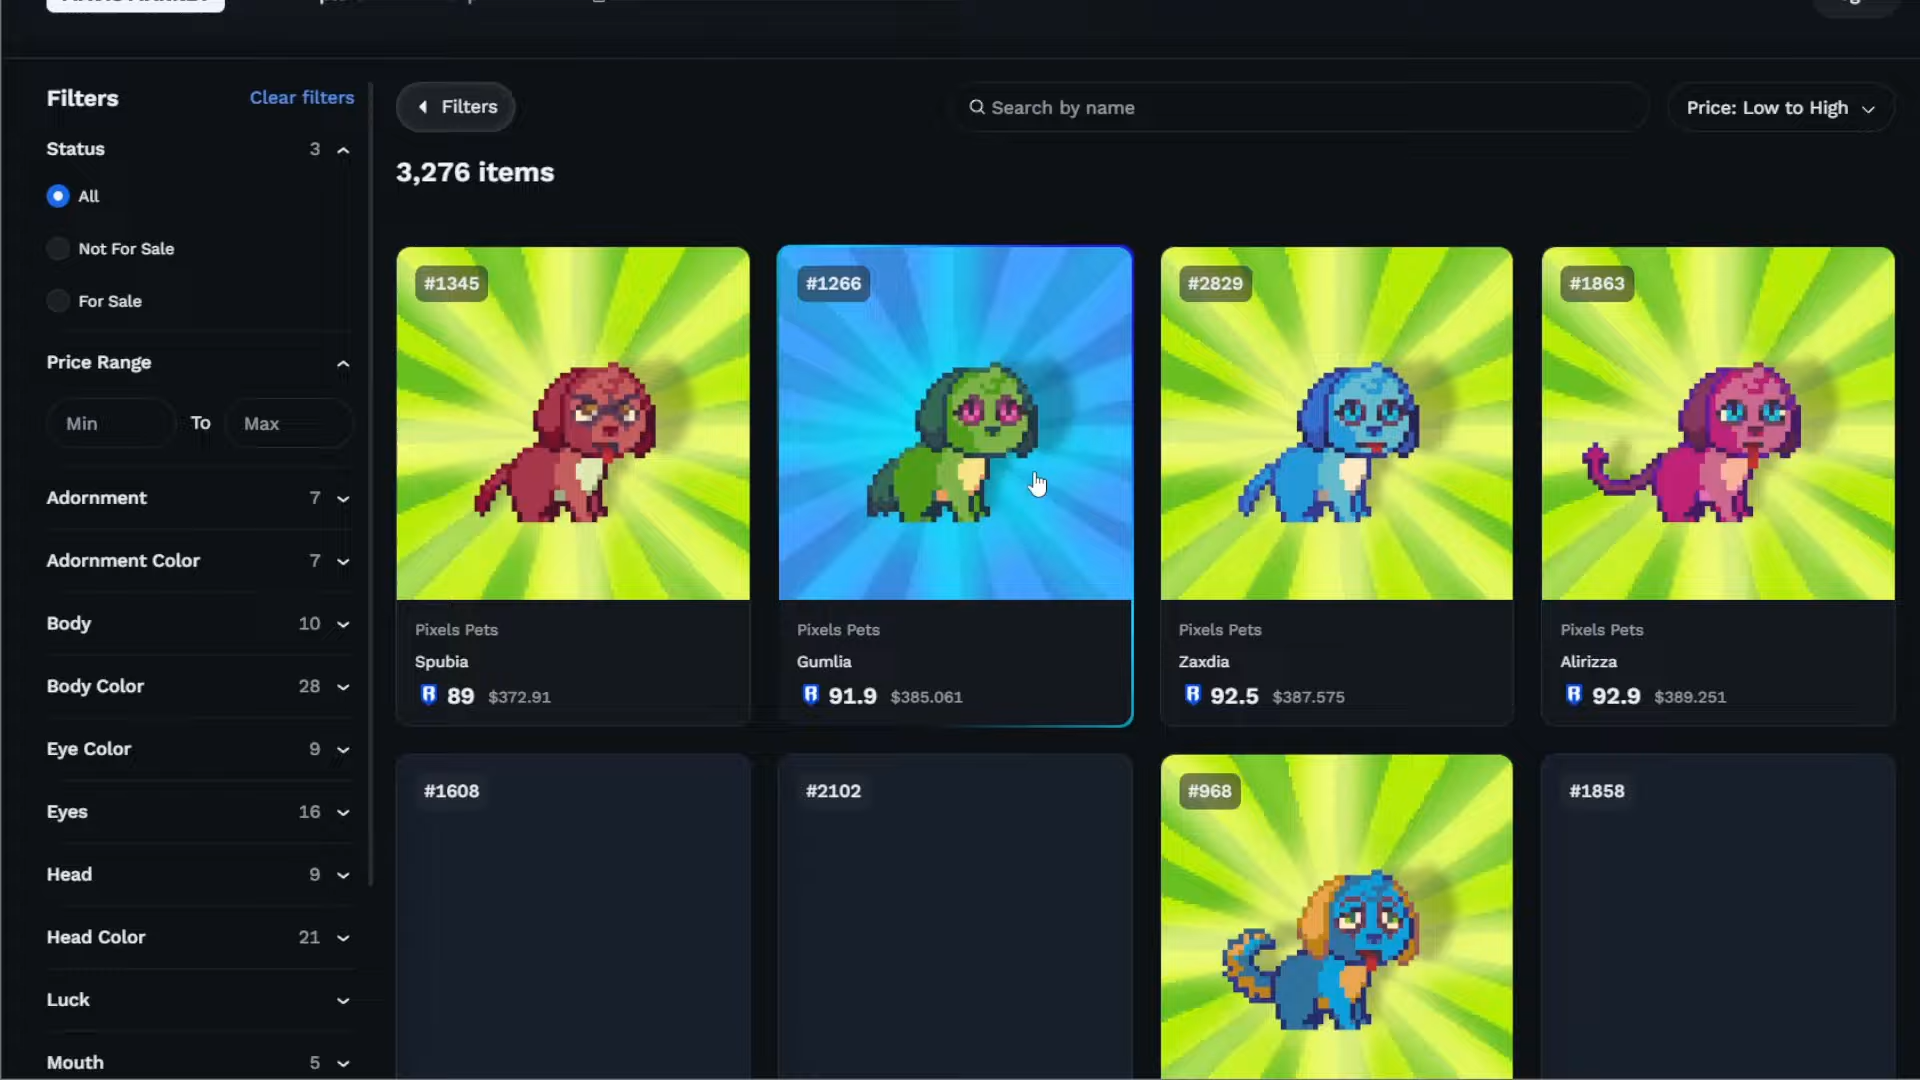 Filters
Clear filters
Status 3
All
Not For Sale
For Sale
Price Range
Min To Max
Adornment 7
Adornment Color 7
Body 10
Body Color 28
Eye Color 9
Eyes 16
Head 9
Head Color 21
Luck
Mouth 5
Filters
Search by name
Price: Low to High
3,276 items
#1345
Pixels Pets
Spubia
89 $372.91
#1266
Pixels Pets
Gumlia
91.9 $385.061
#2829
Pixels Pets
Zaxdia
92.5 $387.575
#1863
Pixels Pets
Alirizza
92.9 $389.251
#1608
#2102
#968
#1858